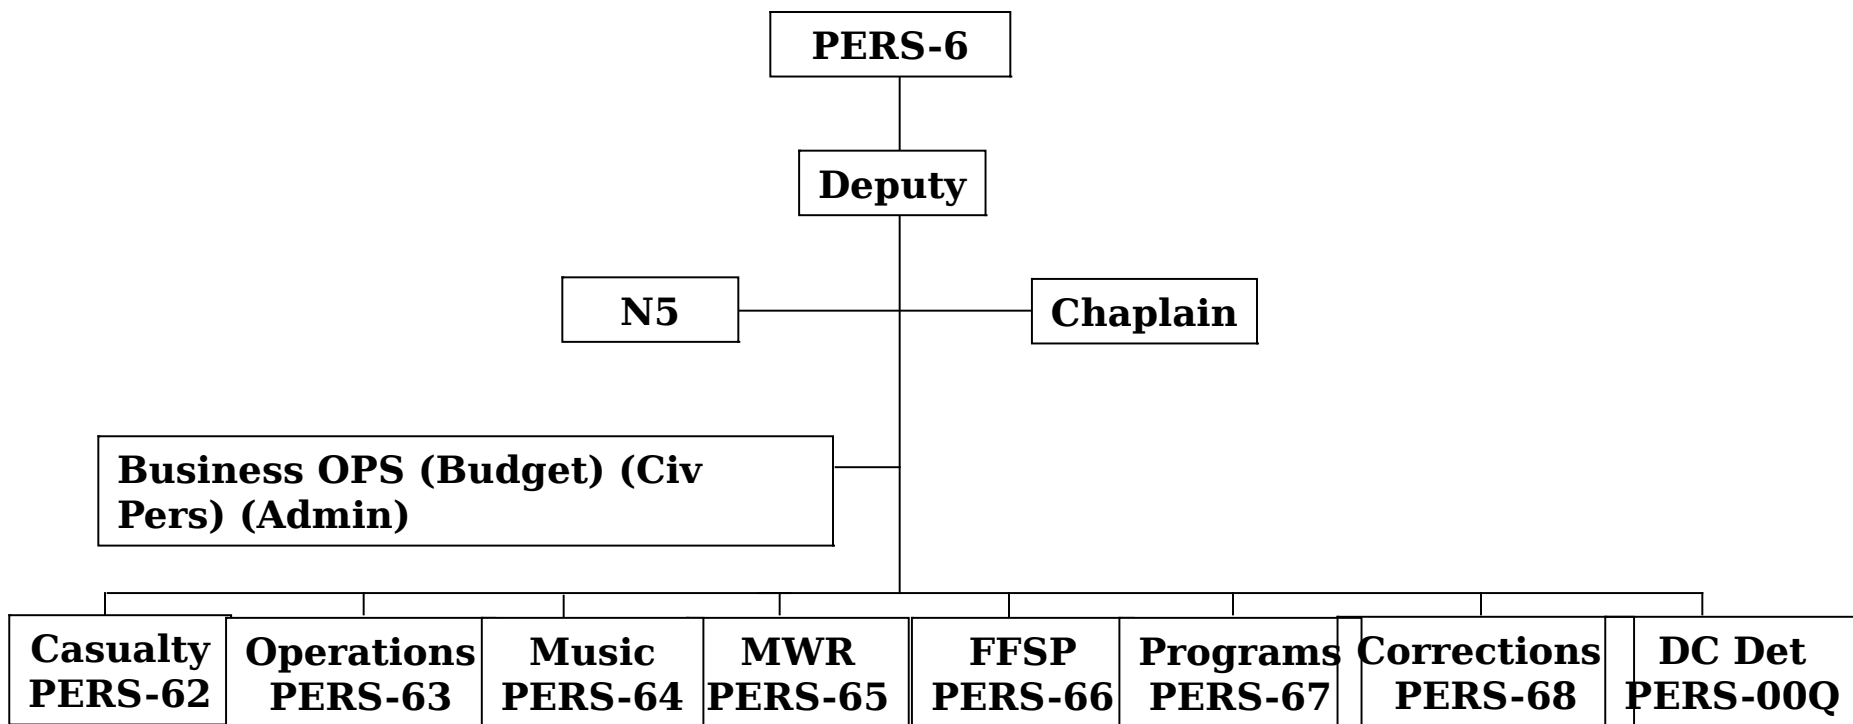 PERS-6
Deputy
N5
Chaplain
Business OPS (Budget) (Civ
Pers) (Admin)
Casualty
PERS-62
Operations
PERS-63
Music
PERS-64
MWR
PERS-65
FFSP
PERS-66
Programs
PERS-67
Corrections
PERS-68
DC Det
PERS-00Q